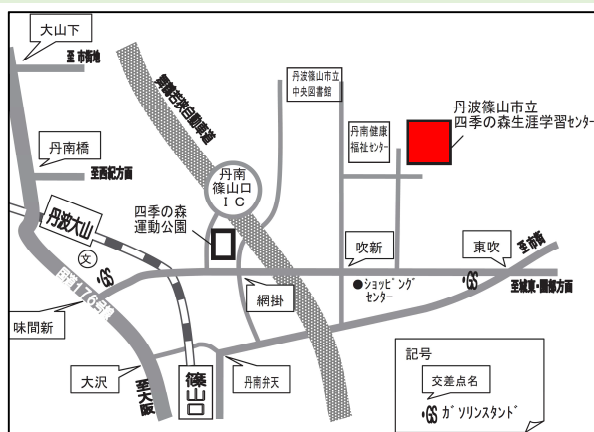 大山下
至 市街地
丹南橋
至西紀方面
丹波大山
文
国道176号線
味間新
大沢
至大阪
篠山口
丹南弁天
舞鶴若狭自動車道
丹南
篠山口
IC
四季の森
運動公園
網掛
丹波篠山市立
中央図書館
丹南健康
福祉センター
丹波篠山市立
四季の森生涯学習センター
吹新
●ショッピング
センター
東吹
至市街
至城東・園部方面
記号
交差点名
ガソリンスタンド